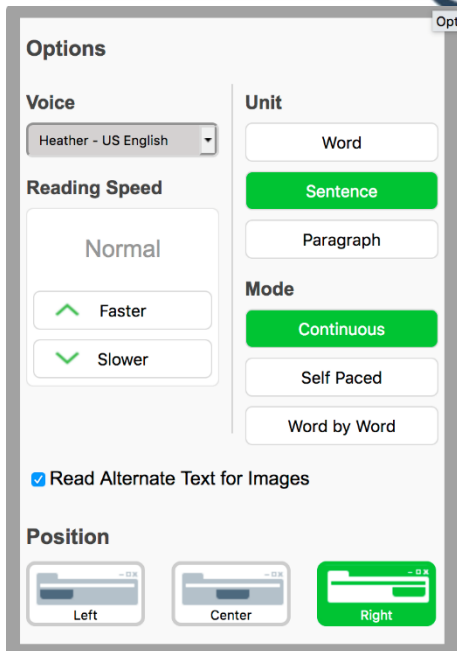 Opt
Options
Voice
Heather - US English
Reading Speed
Normal
Faster
Slower
Unit
Word
Sentence
Paragraph
Mode
Continuous
Self Paced
Word by Word
Read Alternate Text for Images
Position
Left
Center
Right